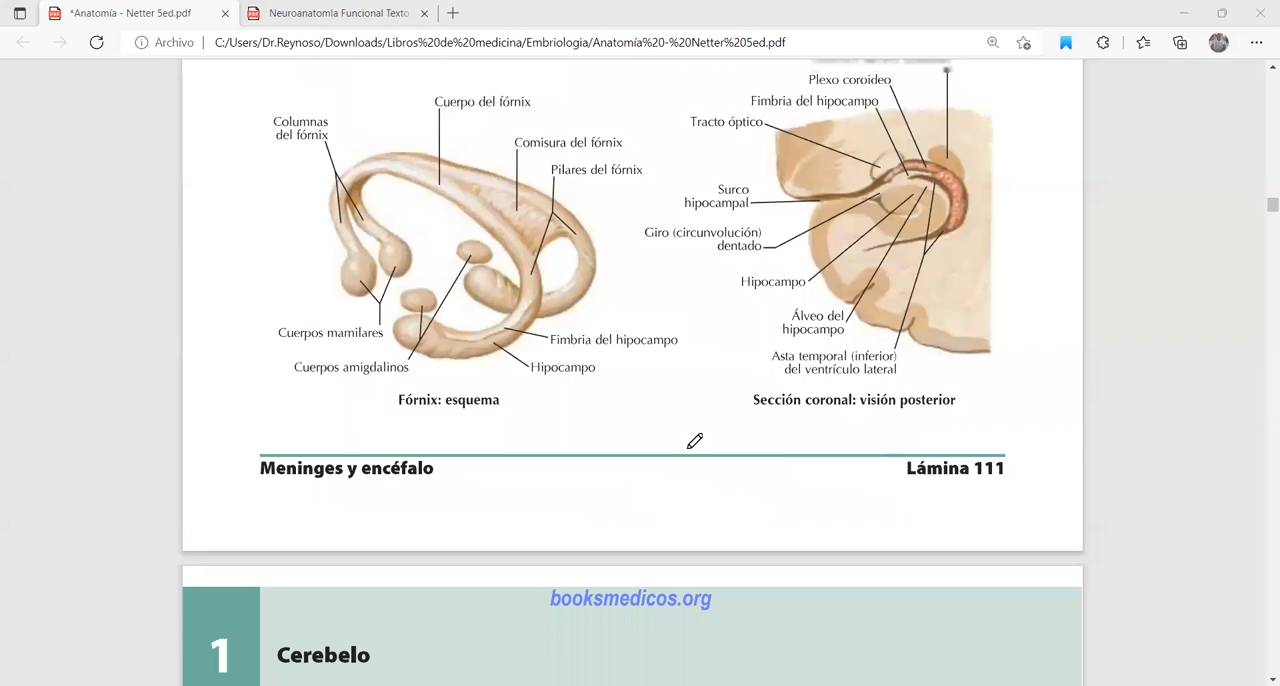 *Anatomía - Netter 5ed.pdf
Neuroanatomía Funcional Texto
Archivo
C:/Users/Dr.Reynoso/Downloads/Libros%20de%20medicina/Embriologia/Anatomía%20-%20Netter%205ed.pdf
Columnas
del fórnix
Cuerpo del fórnix
Comisura del fórnix
Pilares del fórnix
Cuerpos mamilares
Cuerpos amigdalinos
Fimbria del hipocampo
Hipocampo
Fórnix: esquema
Plexo coroideo
Fimbria del hipocampo
Tracto óptico
Surco
hipocampal
Giro (circunvolución)
dentado
Hipocampo
Álveo del
hipocampo
Asta temporal (inferior)
del ventrículo lateral
Sección coronal: visión posterior
Meninges y encéfalo
Lámina 111
booksmedicos.org
1
Cerebelo